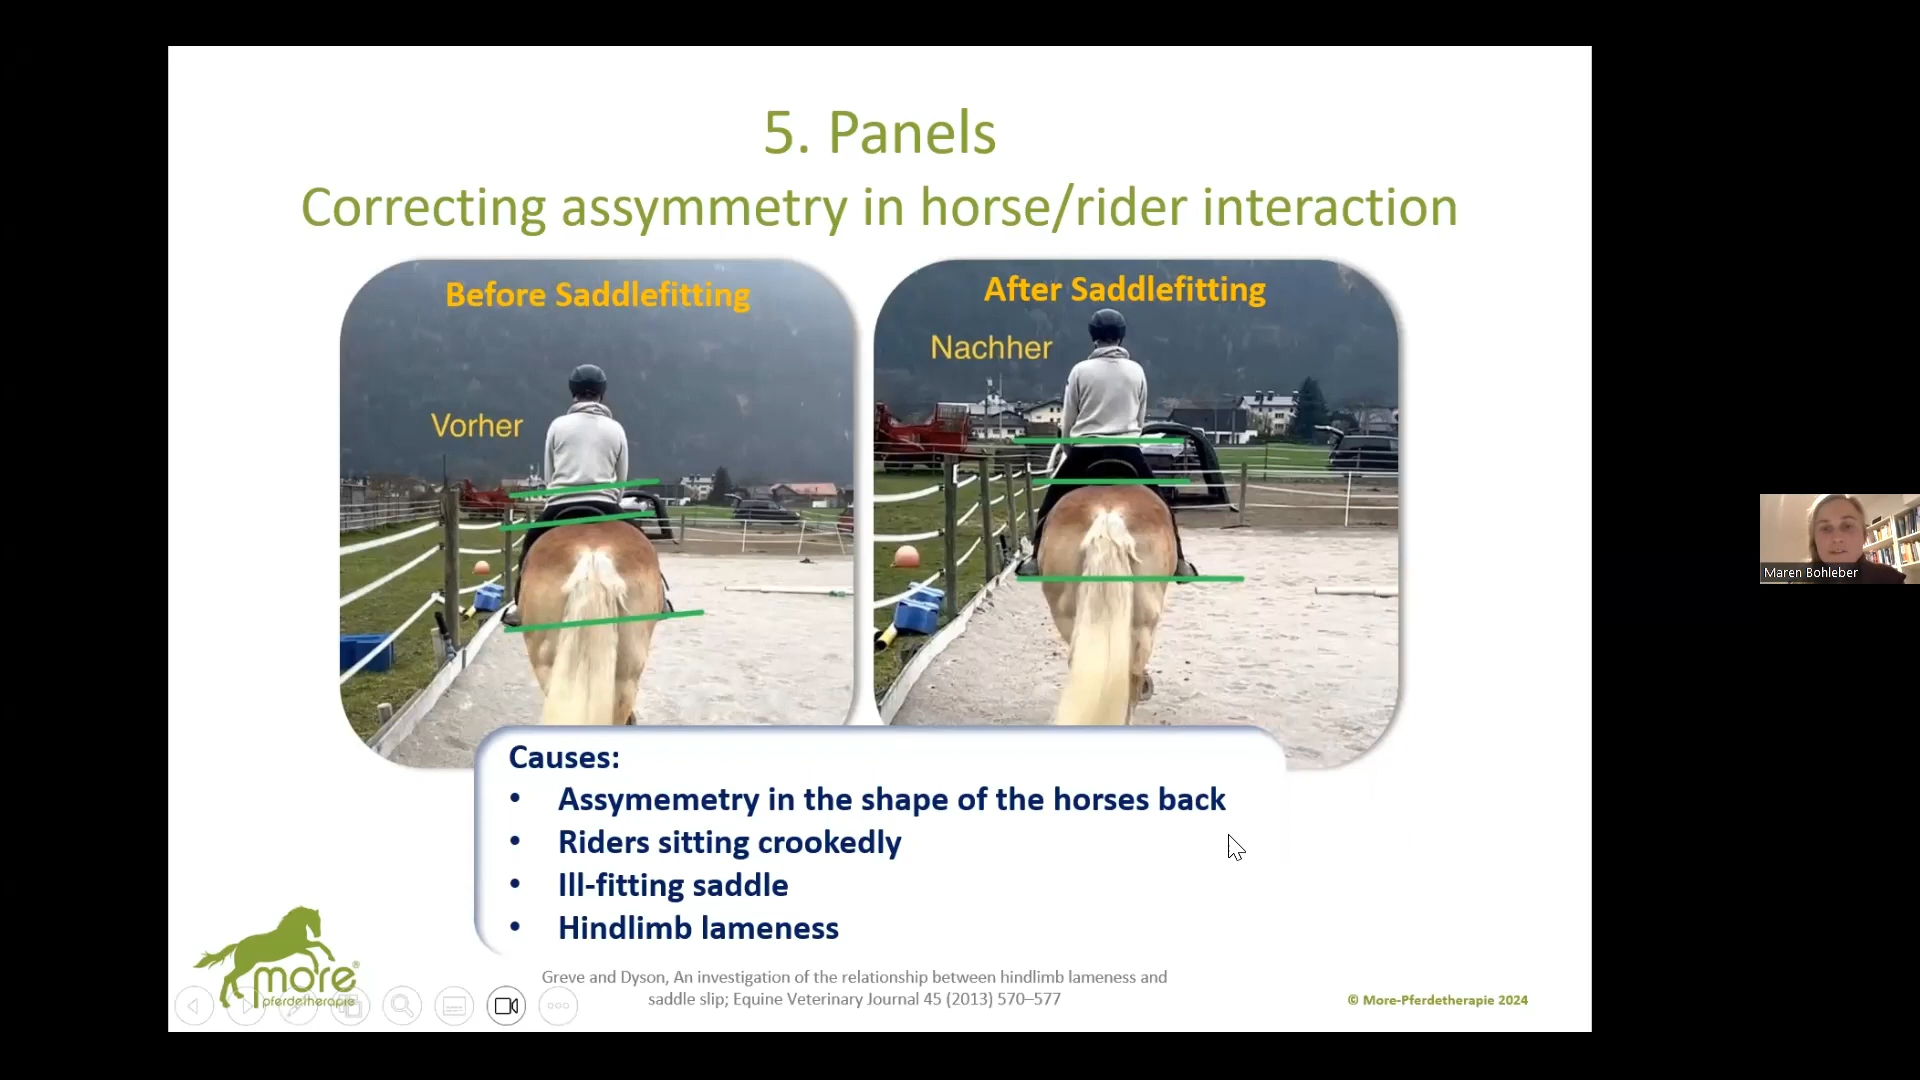 5. Panels
Correcting assymmetry in horse/rider interaction
Before Saddlefitting
Vorher
After Saddlefitting
Nachher
Causes:
• Assymemetry in the shape of the horses back
• Riders sitting crookedly
• Ill-fitting saddle
• Hindlimb lameness
Greve and Dyson, An investigation of the relationship between hindlimb lameness and
saddle slip; Equine Veterinary Journal 45 (2013) 570–577
more®
pferdetherapie
© More-Pferdetherapie 2024
Maren Bohleber